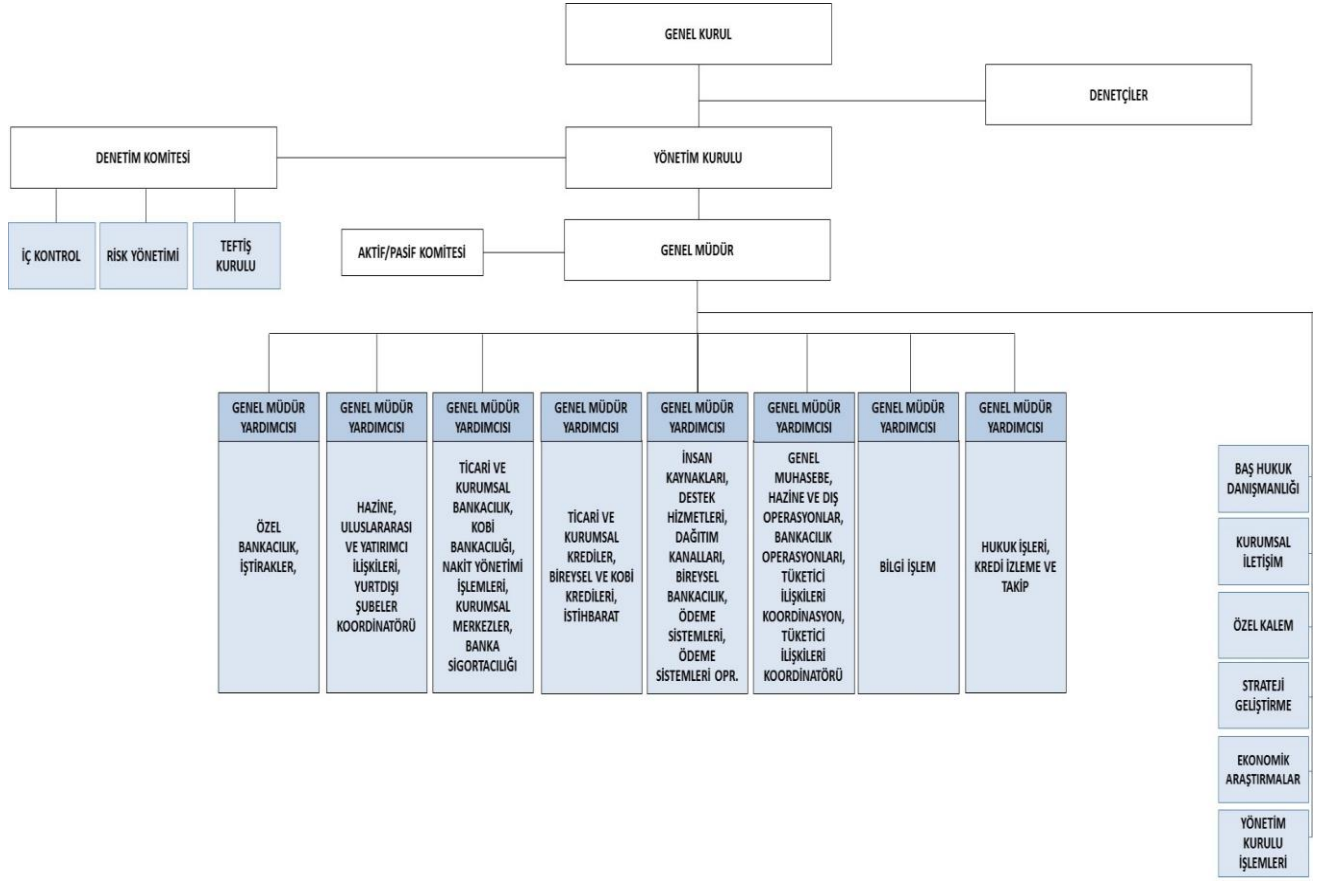 GENEL KURUL
DENETÇİLER
DENETİM KOMİTESİ
YÖNETİM KURULU
İÇ KONTROL
RİSK YÖNETİMİ
TEFTİŞ
KURULU
AKTİF/PASİF KOMİTESİ
GENEL MÜDÜR
GENEL MÜDÜR
YARDIMCISI
ÖZEL
BANKACILIK,
İŞTİRAKLER,
GENEL MÜDÜR
YARDIMCISI
HAZİNE,
ULUSLARARASI
VE YATIRIMCI
İLİŞKİLERİ,
YURTDIŞI
ŞUBELER
KOORDİNATÖRÜ
GENEL MÜDÜR
YARDIMCISI
TİCARİ VE
KURUMSAL
BANKACILIK,
KOBİ
BANKACILIĞI,
NAKİT YÖNETİMİ
İŞLEMLERİ,
KURUMSAL
MERKEZLER,
BANKA
SİGORTACILIĞI
GENEL MÜDÜR
YARDIMCISI
TİCARİ VE
KURUMSAL
KREDİLER,
BİREYSEL VE KOBİ
KREDİLERİ,
İSTİHBARAT
GENEL MÜDÜR
YARDIMCISI
İNSAN
KAYNAKLARI,
DESTEK
HİZMETLERİ,
DAĞITIM
KANALLARI,
BİREYSEL
BANKACILIK,
ÖDEME
SİSTEMLERİ,
ÖDEME
SİSTEMLERİ OPR.
GENEL MÜDÜR
YARDIMCISI
GENEL
MUHASEBE,
HAZİNE VE DIŞ
OPERASYONLAR,
BANKACILIK
OPERASYONLARI,
TÜKETİCİ
İLİŞKİLERİ
KOORDİNASYON,
TÜKETİCİ
İLİŞKİLERİ
KOORDİNATÖRÜ
GENEL MÜDÜR
YARDIMCISI
BİLGİ İŞLEM
GENEL MÜDÜR
YARDIMCISI
HUKUK İŞLERİ,
KREDİ İZLEME VE
TAKİP
BAŞ HUKUK
DANIŞMANLIĞI
KURUMSAL
İLETİŞİM
ÖZEL KALEM
STRATEJİ
GELİŞTİRME
EKONOMİK
ARAŞTIRMALAR
YÖNETİM
KURULU
İŞLEMLERİ